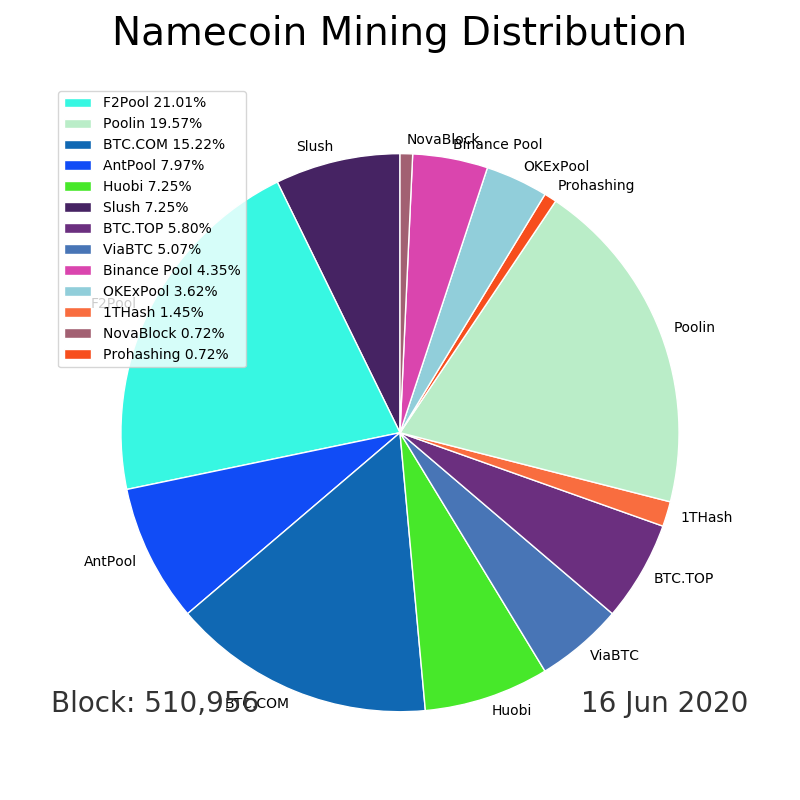 Namecoin Mining Distribution
F2Pool 21.01%
Poolin 19.57%
BTC.COM 15.22%
AntPool 7.97%
Huobi 7.25%
Slush 7.25%
BTC.TOP 5.80%
ViaBTC 5.07%
Binance Pool 4.35%
OKExPool 3.62%
1THash 1.45%
NovaBlock 0.72%
Prohashing 0.72%
NovaBlock
Binance Pool
OKExPool
Prohashing
Slush
F2Pool
Poolin
1THash
AntPool
BTC.TOP
ViaBTC
BTC.COM
Huobi
Block: 510,956
16 Jun 2020